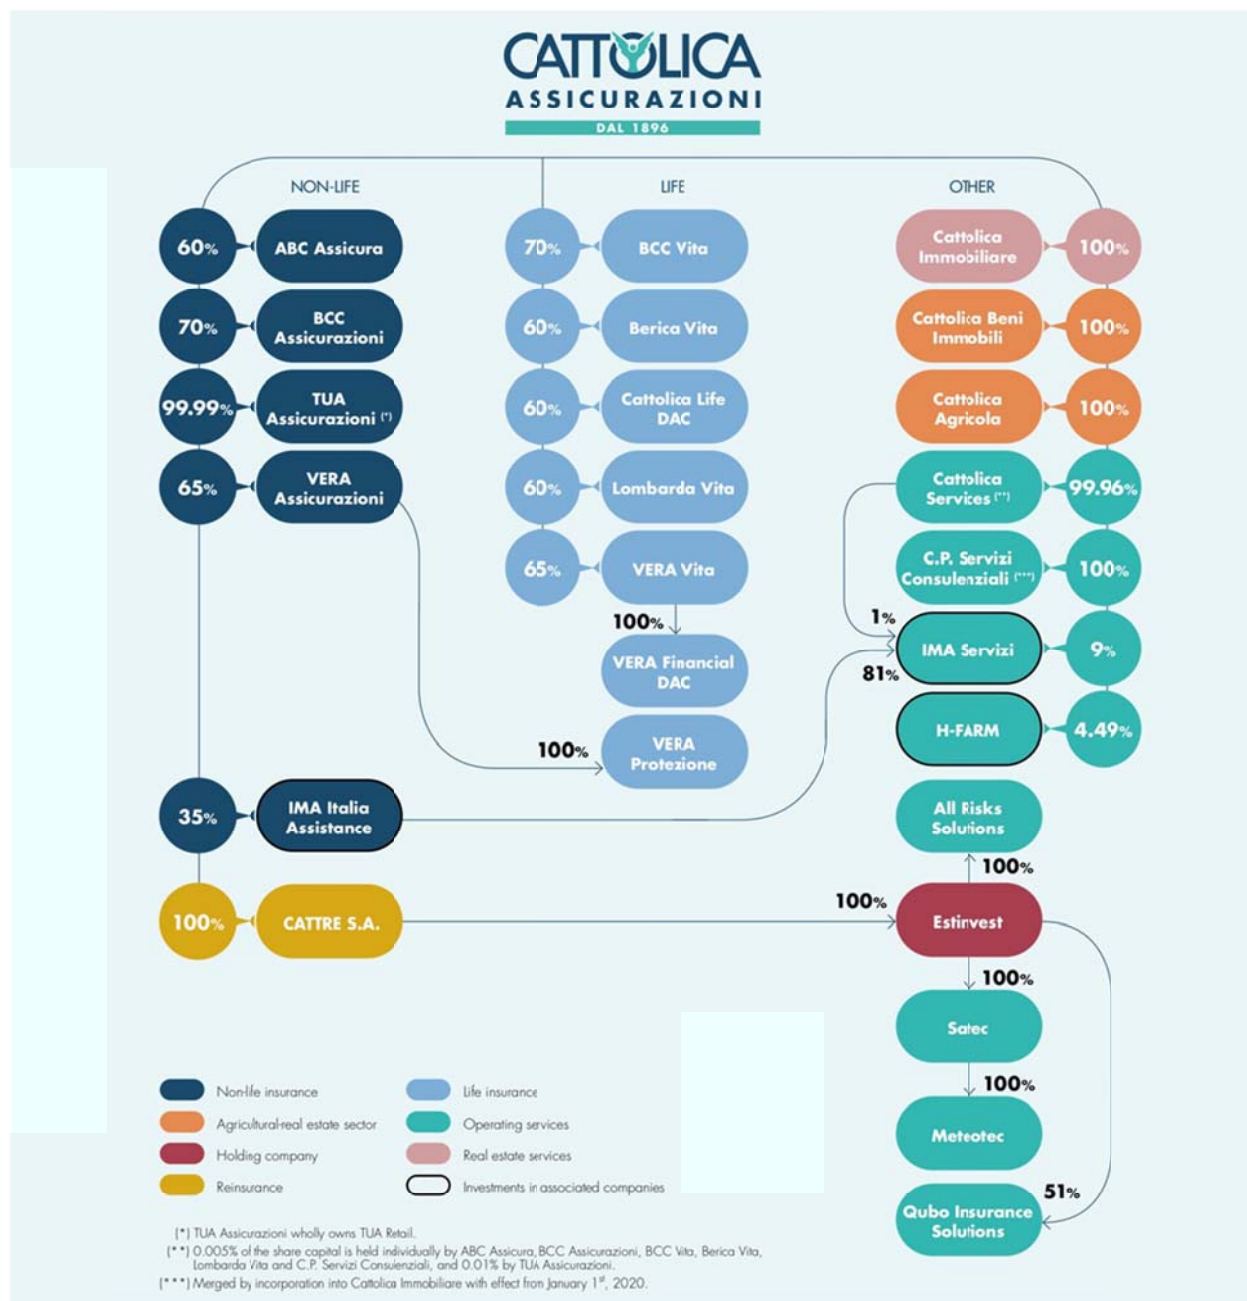 CATTOLICA
ASSICURAZIONI
DAL 1896
NON-LIFE
LIFE
OTHER
60%
ABC Assicura
70%
BCC Vita
Cattolica
Immobiliare
100%
70%
BCC
Assicurazioni
60%
Berica Vita
Cattolica Beni
Immobili
100%
99.99%
TUA
Assicurazioni (*)
60%
Cattolica Life
DAC
Cattolica
Agricola
100%
65%
VERA
Assicurazioni
60%
Lombarda Vita
Cattolica
Services (**)
99.96%
65%
VERA Vita
C.P. Servizi
Consulenziali (***)
100%
100%
1%
VERA Financial
DAC
IMA Servizi
9%
81%
100%
VERA
Protezione
H-FARM
4.49%
35%
IMA Italia
Assistance
All Risks
Solutions
100%
100%
CATTRE S.A.
100%
Estinvest
100%
Satec
100%
Meteotec
51%
Qubo Insurance
Solutions
Non-life insurance
Life insurance
Agricultural-real estate sector
Operating services
Holding company
Real estate services
Reinsurance
Investments in associated companies
(*) TUA Assicurazioni wholly owns TUA Retail.
(**) 0.005% of the share capital is held individually by ABC Assicura, BCC Assicurazioni, BCC Vita, Berica Vita,
Lombarda Vita and C.P. Servizi Consulenziali, and 0.01% by TUA Assicurazioni.
(***) Merged by incorporation into Cattolica Immobiliare with effect from January 1st, 2020.